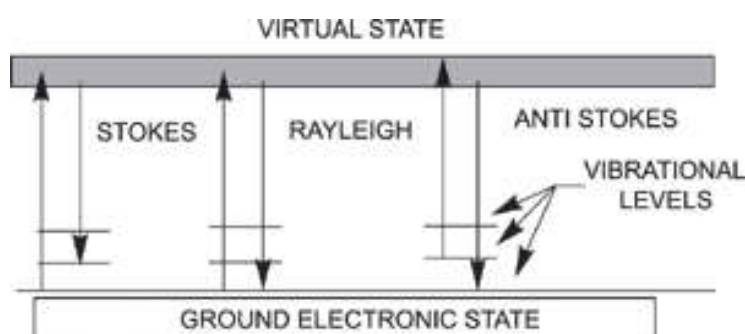 VIRTUAL STATE
STOKES
RAYLEIGH
ANTI STOKES
VIBRATIONAL
LEVELS
GROUND ELECTRONIC STATE